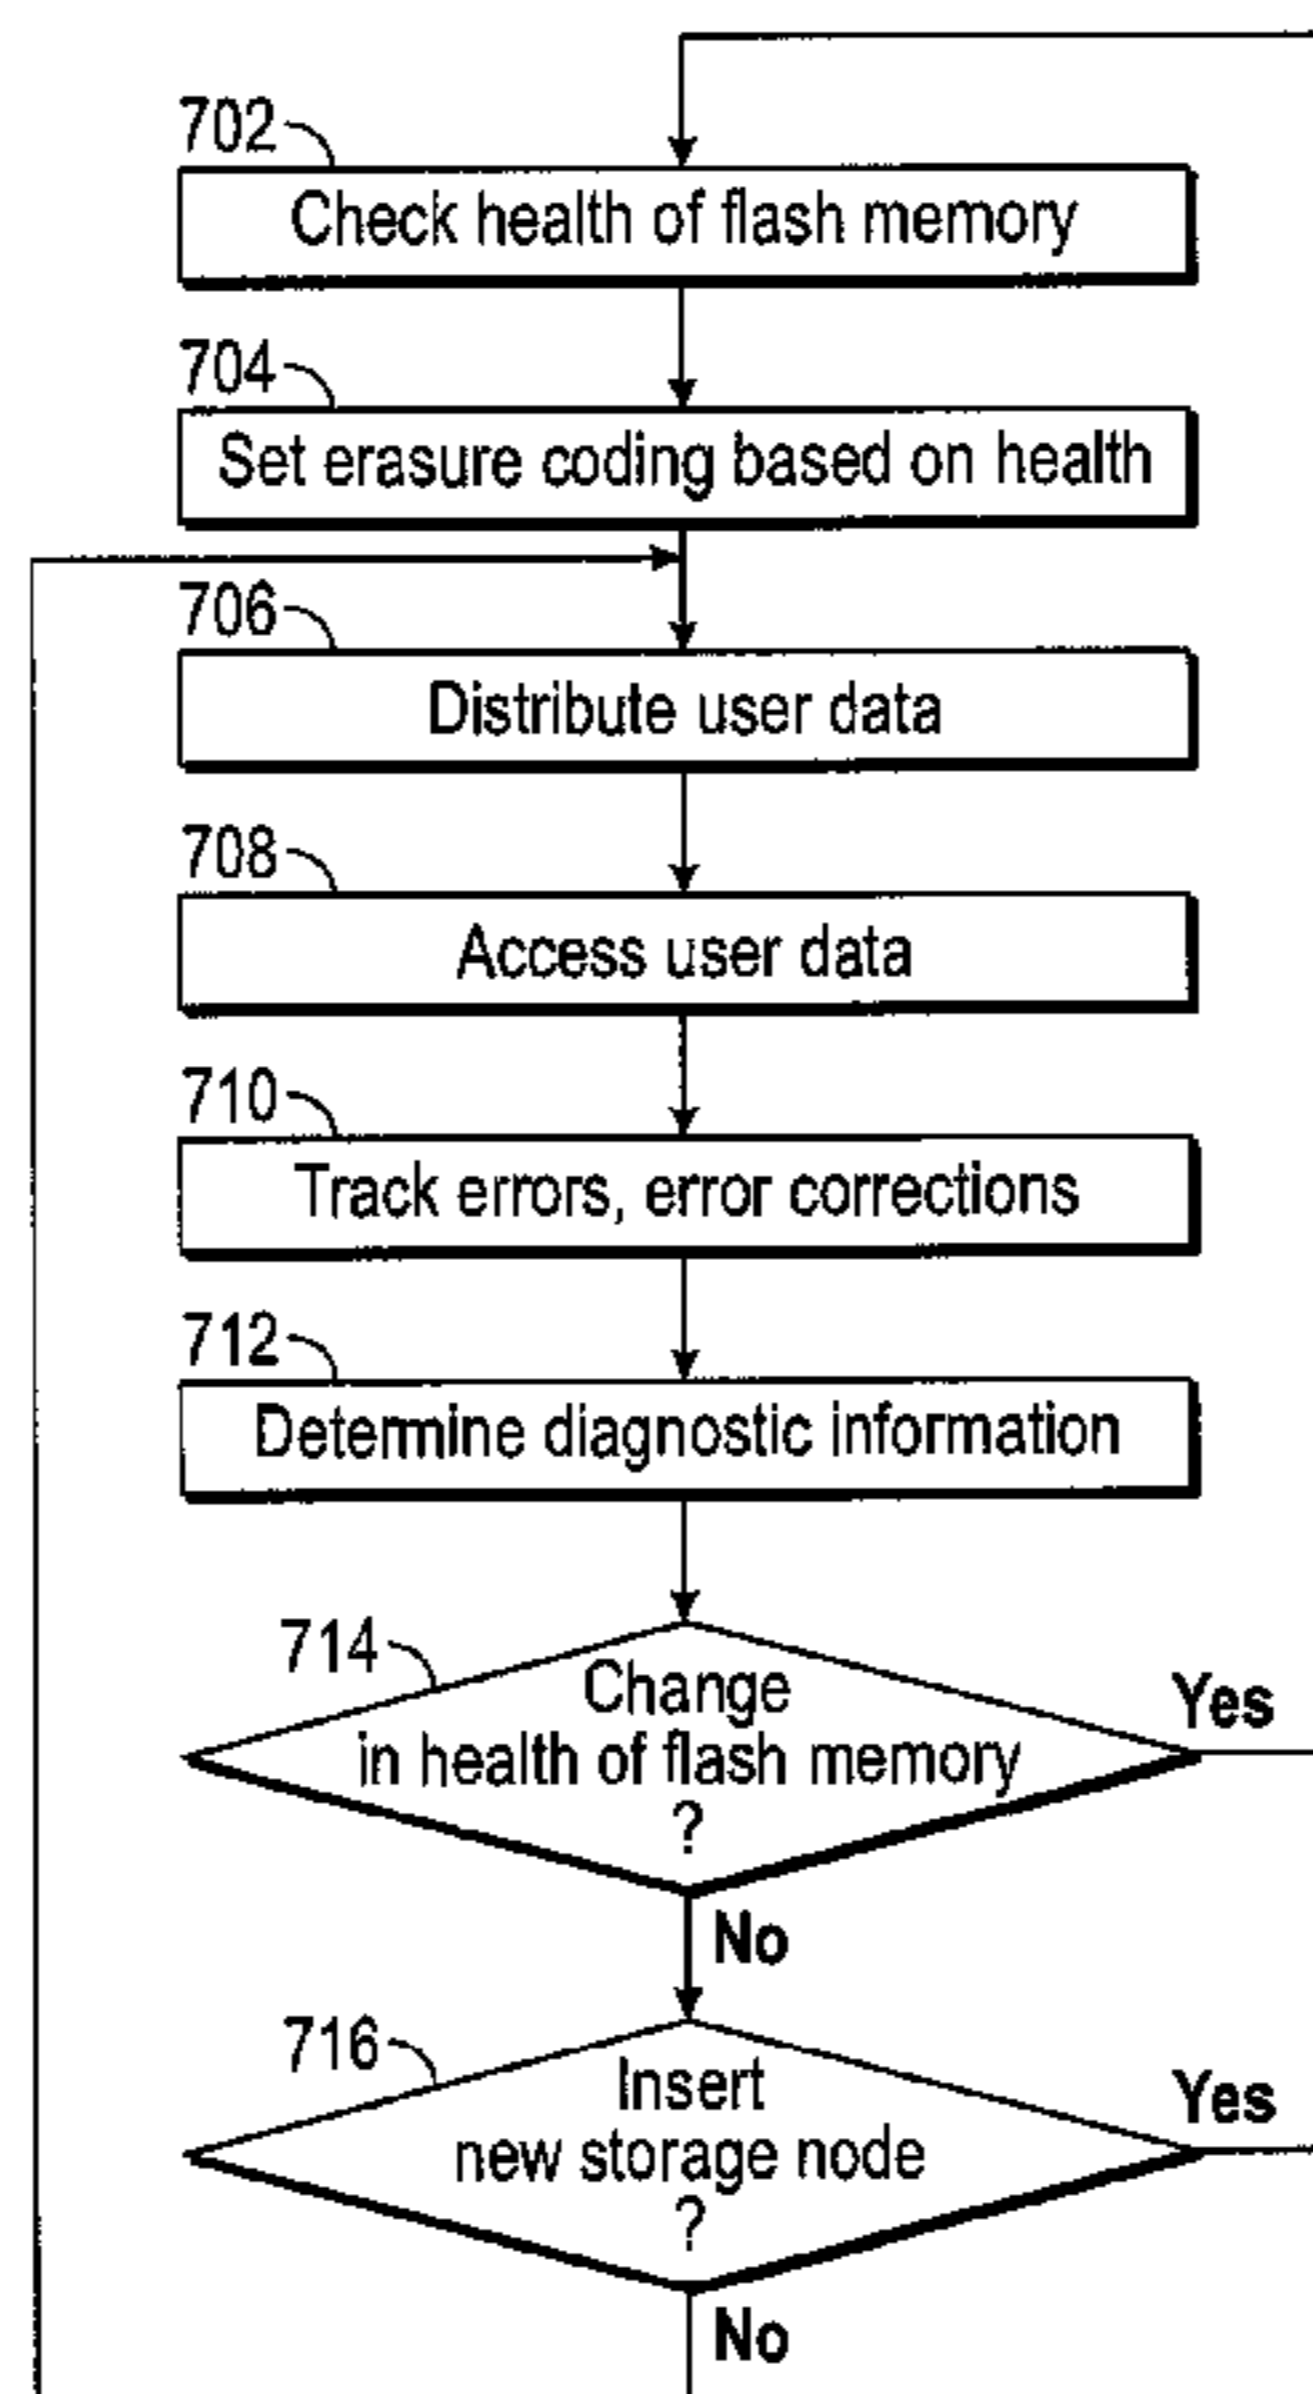 702
Check health of flash memory
704
Set erasure coding based on health
706
Distribute user data
708
Access user data
710
Track errors, error corrections
712
Determine diagnostic information
714
Change
in health of flash memory
?
Yes
No
716
Insert
new storage node
?
Yes
No